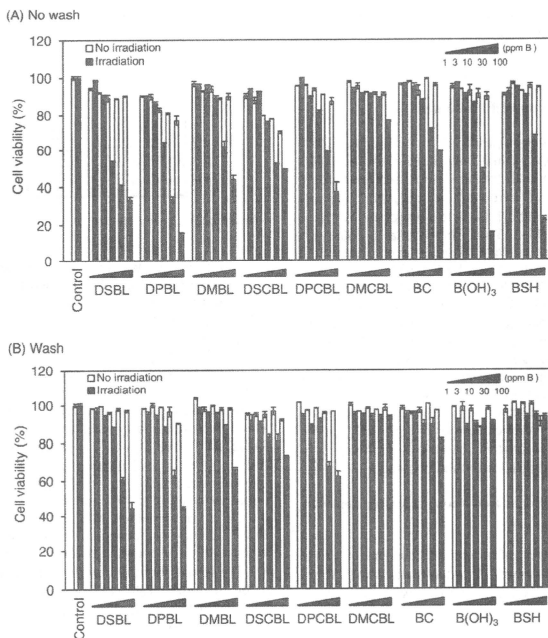 (A) No wash
120
100
80
60
40
20
0
Cell viability (%)
No irradiation
Irradiation
(ppm B)
1 3 10 30 100
Control
DSBL
DPBL
DMBL
DSCBL
DPCBL
DMCBL
BC
B(OH)3
BSH
(B) Wash
120
100
80
60
40
20
0
Cell viability (%)
No irradiation
Irradiation
(ppm B)
1 3 10 30 100
Control
DSBL
DPBL
DMBL
DSCBL
DPCBL
DMCBL
BC
B(OH)3
BSH